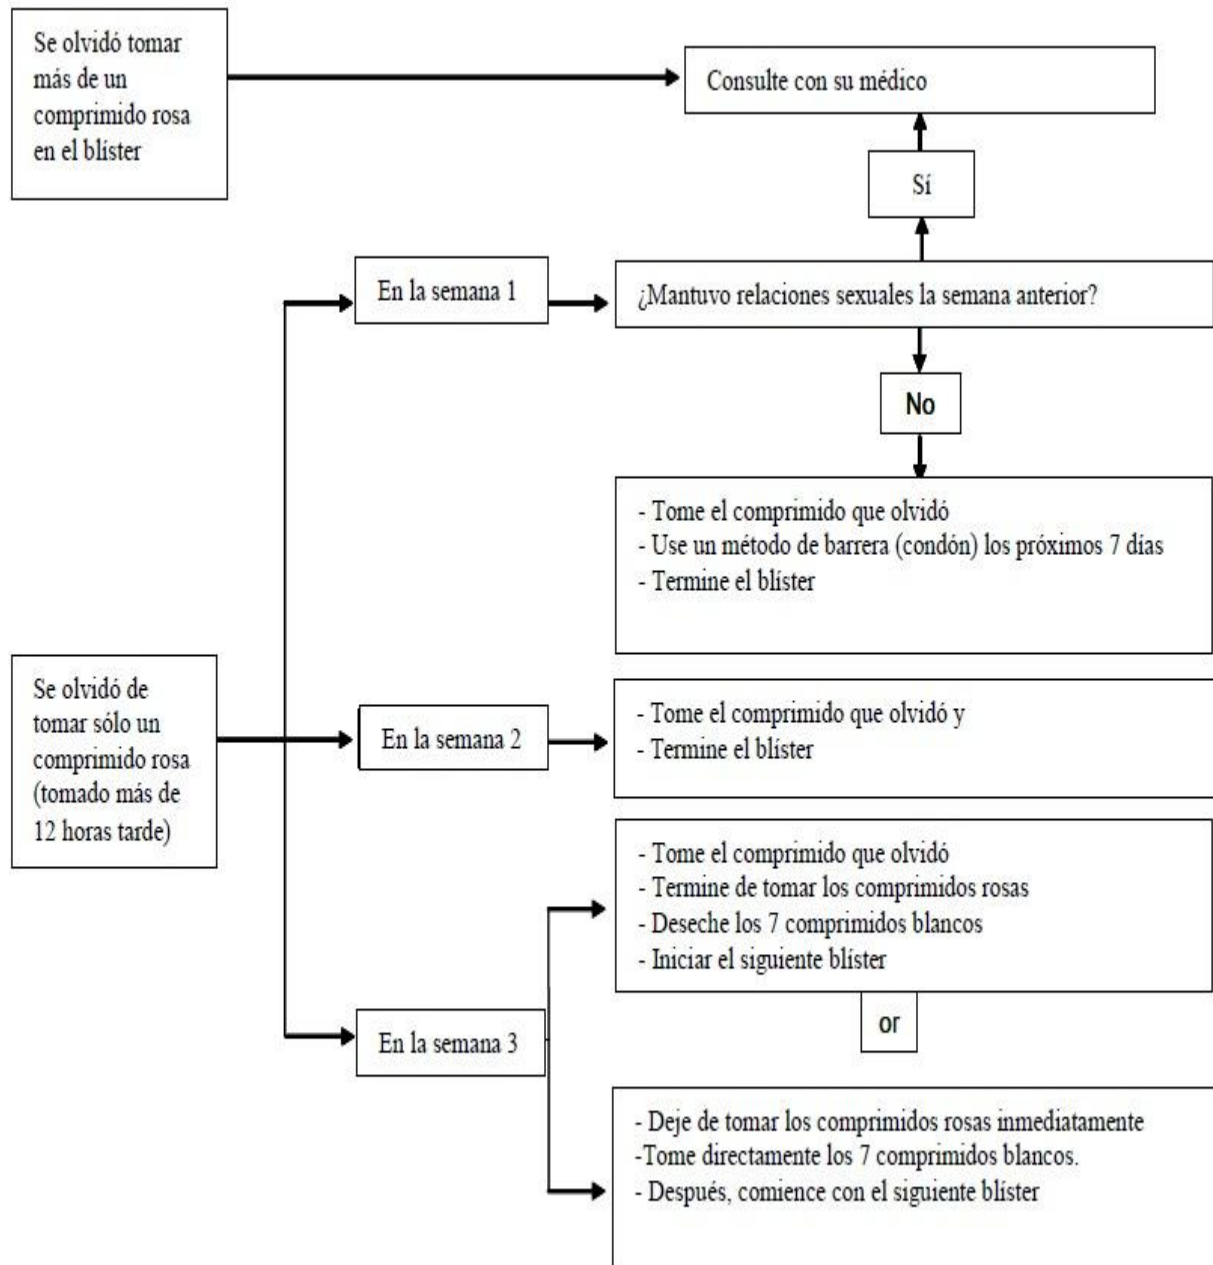 Se olvidó tomar
más de un
comprimido rosa
en el blíster
Consulte con su médico
Sí
En la semana 1
¿Mantuvo relaciones sexuales la semana anterior?
No
- Tome el comprimido que olvidó
- Use un método de barrera (condón) los próximos 7 días
- Termine el blíster
Se olvidó de
tomar sólo un
comprimido rosa
(tomado más de
12 horas tarde)
En la semana 2
- Tome el comprimido que olvidó y
- Termine el blíster
En la semana 3
- Tome el comprimido que olvidó
- Termine de tomar los comprimidos rosas
- Deseche los 7 comprimidos blancos
- Iniciar el siguiente blíster
or
- Deje de tomar los comprimidos rosas inmediatamente
-Tome directamente los 7 comprimidos blancos.
- Después, comience con el siguiente blíster